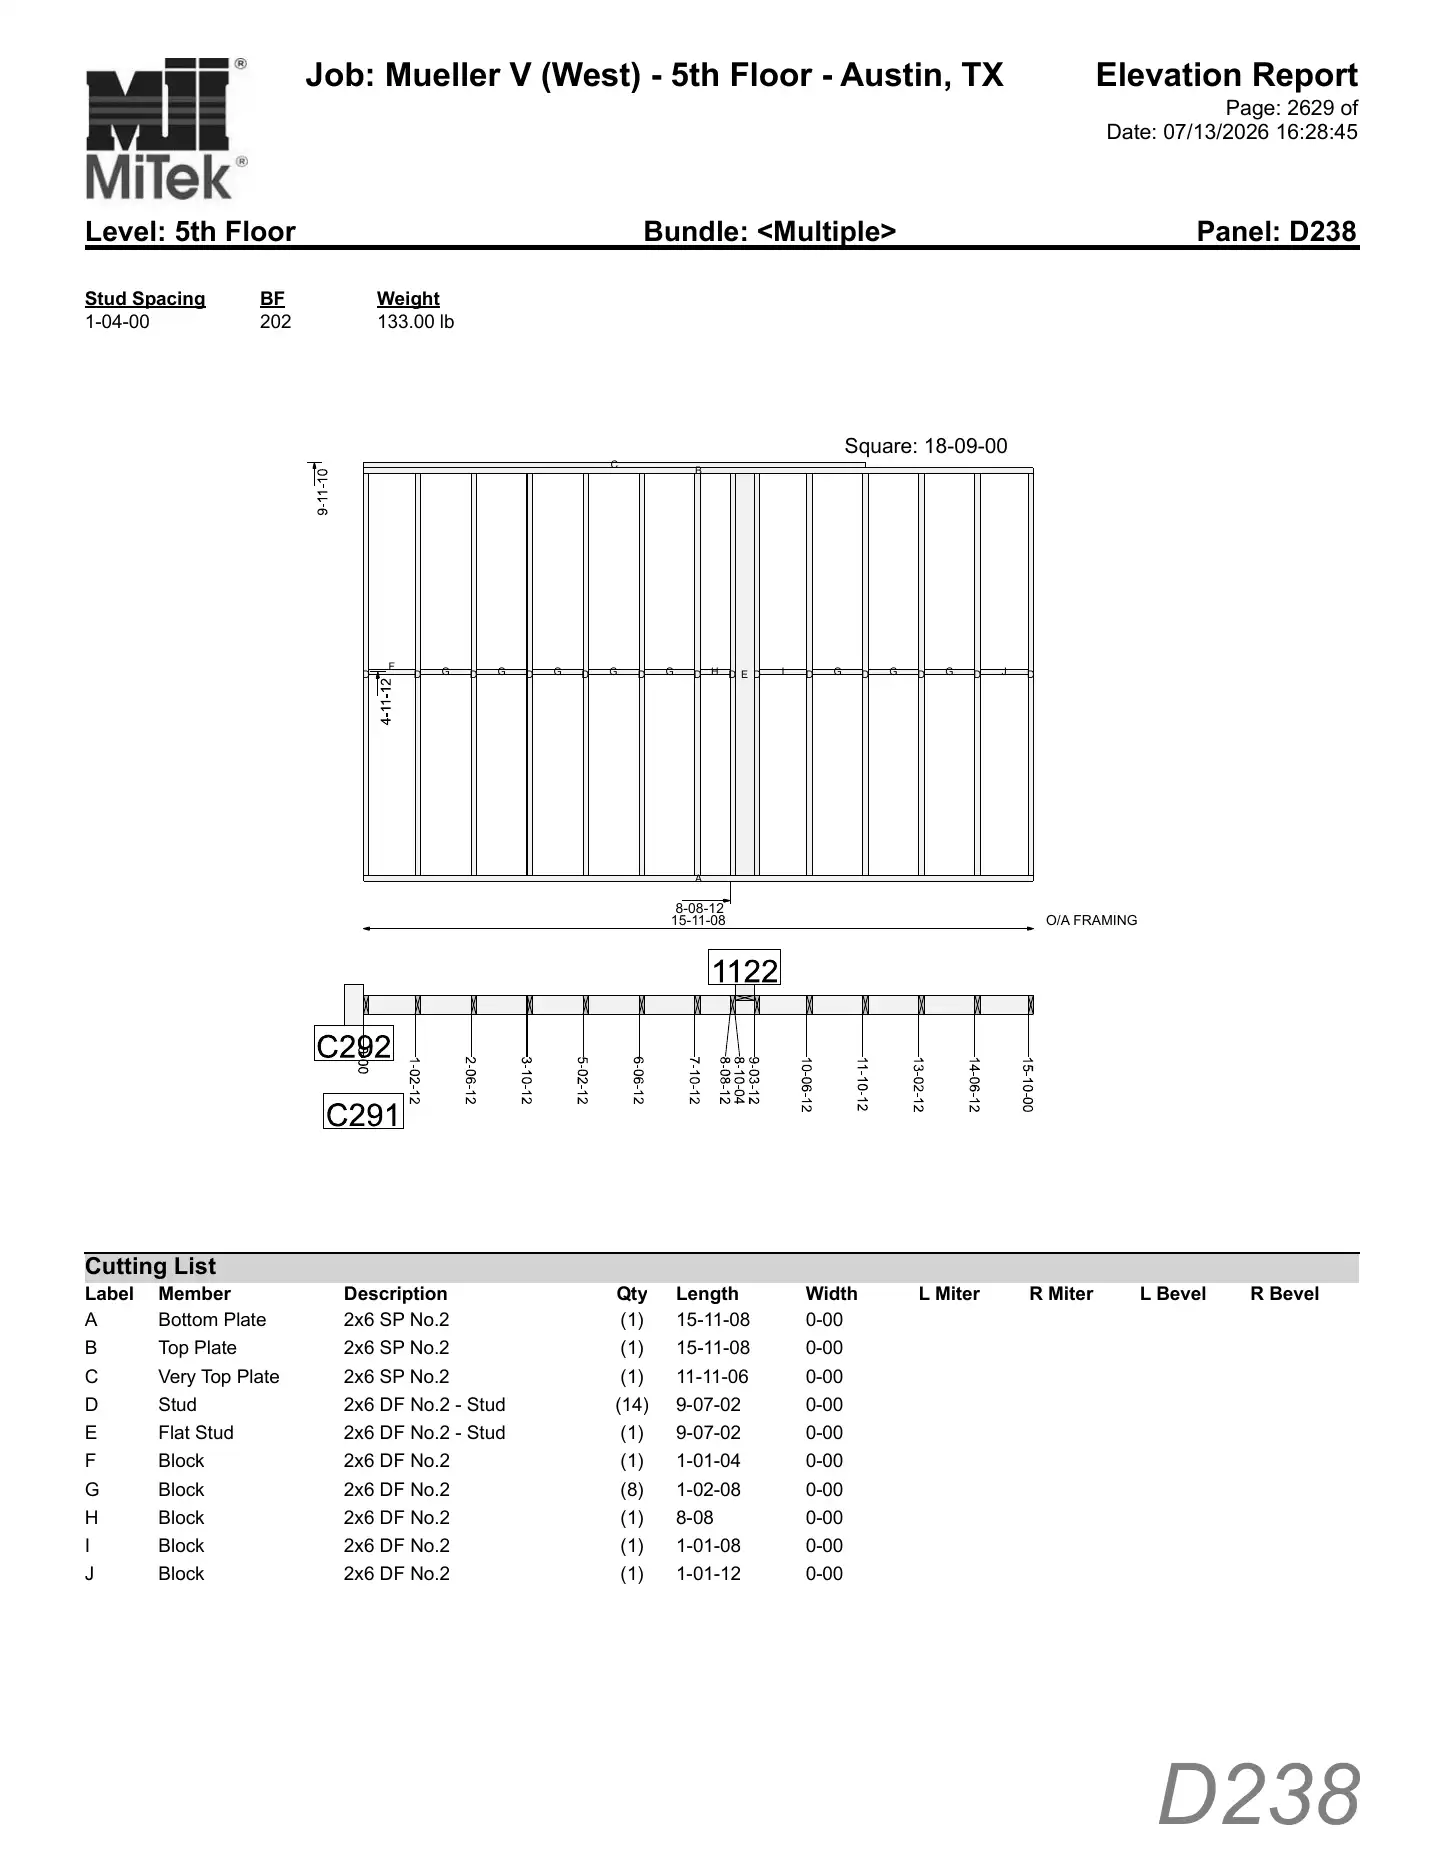 Job: Mueller V (West) - 5th Floor - Austin, TX
Elevation Report
Page: 2629 of
Date: 07/13/2026 16:28:45
MiTek®
Level: 5th Floor Bundle: <Multiple> Panel: D238
Stud Spacing BF Weight
1-04-00 202 133.00 lb
Square: 18-09-00
C
B
9-11-10
F G G G G G H E I G G G J
D D D D D D D D D D D D D D
4-11-12
A
8-08-12
15-11-08
O/A FRAMING
1122
C292
1-02-12 2-06-12 3-10-12 5-02-12 6-06-12 7-10-12 8-08-12 8-10-04 9-03-12 10-06-12 11-10-12 13-02-12 14-06-12 15-10-00
C291
Cutting List
Label Member Description Qty Length Width L Miter R Miter L Bevel R Bevel
A Bottom Plate 2x6 SP No.2 (1) 15-11-08 0-00
B Top Plate 2x6 SP No.2 (1) 15-11-08 0-00
C Very Top Plate 2x6 SP No.2 (1) 11-11-06 0-00
D Stud 2x6 DF No.2 - Stud (14) 9-07-02 0-00
E Flat Stud 2x6 DF No.2 - Stud (1) 9-07-02 0-00
F Block 2x6 DF No.2 (1) 1-01-04 0-00
G Block 2x6 DF No.2 (8) 1-02-08 0-00
H Block 2x6 DF No.2 (1) 8-08 0-00
I Block 2x6 DF No.2 (1) 1-01-08 0-00
J Block 2x6 DF No.2 (1) 1-01-12 0-00
D238